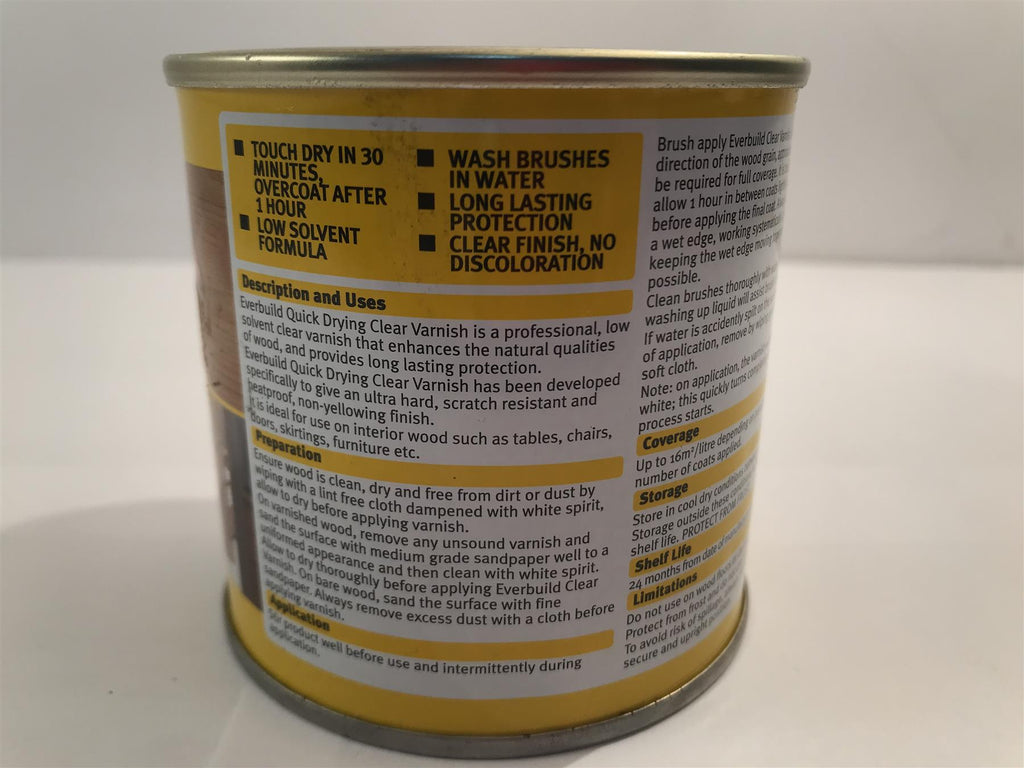 TOUCH DRY IN 30
MINUTES,
OVERCOAT AFTER
1 HOUR
LOW SOLVENT
FORMULA
WASH BRUSHES
IN WATER
LONG LASTING
PROTECTION
CLEAR FINISH, NO
DISCOLORATION
Description and Uses
Everbuild Quick Drying Clear Varnish is a professional, low
solvent clear varnish that enhances the natural qualities
of wood, and provides long lasting protection.
Everbuild Quick Drying Clear Varnish has been developed
specifically to give an ultra hard, scratch resistant and
heatproof, non-yellowing finish.
It is ideal for use on interior wood such as tables, chairs,
doors, skirtings, furniture etc.
Preparation
Ensure wood is clean, dry and free from dirt or dust by
wiping with a lint free cloth dampened with white spirit,
allow to dry before applying varnish.
On varnished wood, remove any unsound varnish and
sand the surface with medium grade sandpaper well to a
uniformed appearance and then clean with white spirit.
Allow to dry thoroughly before applying Everbuild Clear
Varnish. On bare wood, sand the surface with fine
sandpaper. Always remove excess dust with a cloth before
applying varnish.
Application
Stir product well before use and intermittently during
application.
Brush apply Everbuild Clear
direction of the wood grain,
be required for full coverage.
allow 1 hour in between coats
before applying the final coat.
a wet edge, working
keeping the wet edge moving
possible.
Clean brushes thoroughly with
washing up liquid will assist
If water is accidently spilt on
of application, remove by
soft cloth.
Note: on application, the
white; this quickly turns
process starts.
Coverage
Up to 16m²/litre depending
number of coats applied.
Storage
Store in cool dry conditions
Storage outside these
shelf life. PROTECT FROM
Shelf Life
24 months from date of
Limitations
Do not use on wood
Protect from frost and
To avoid risk of spillage,
secure and upright